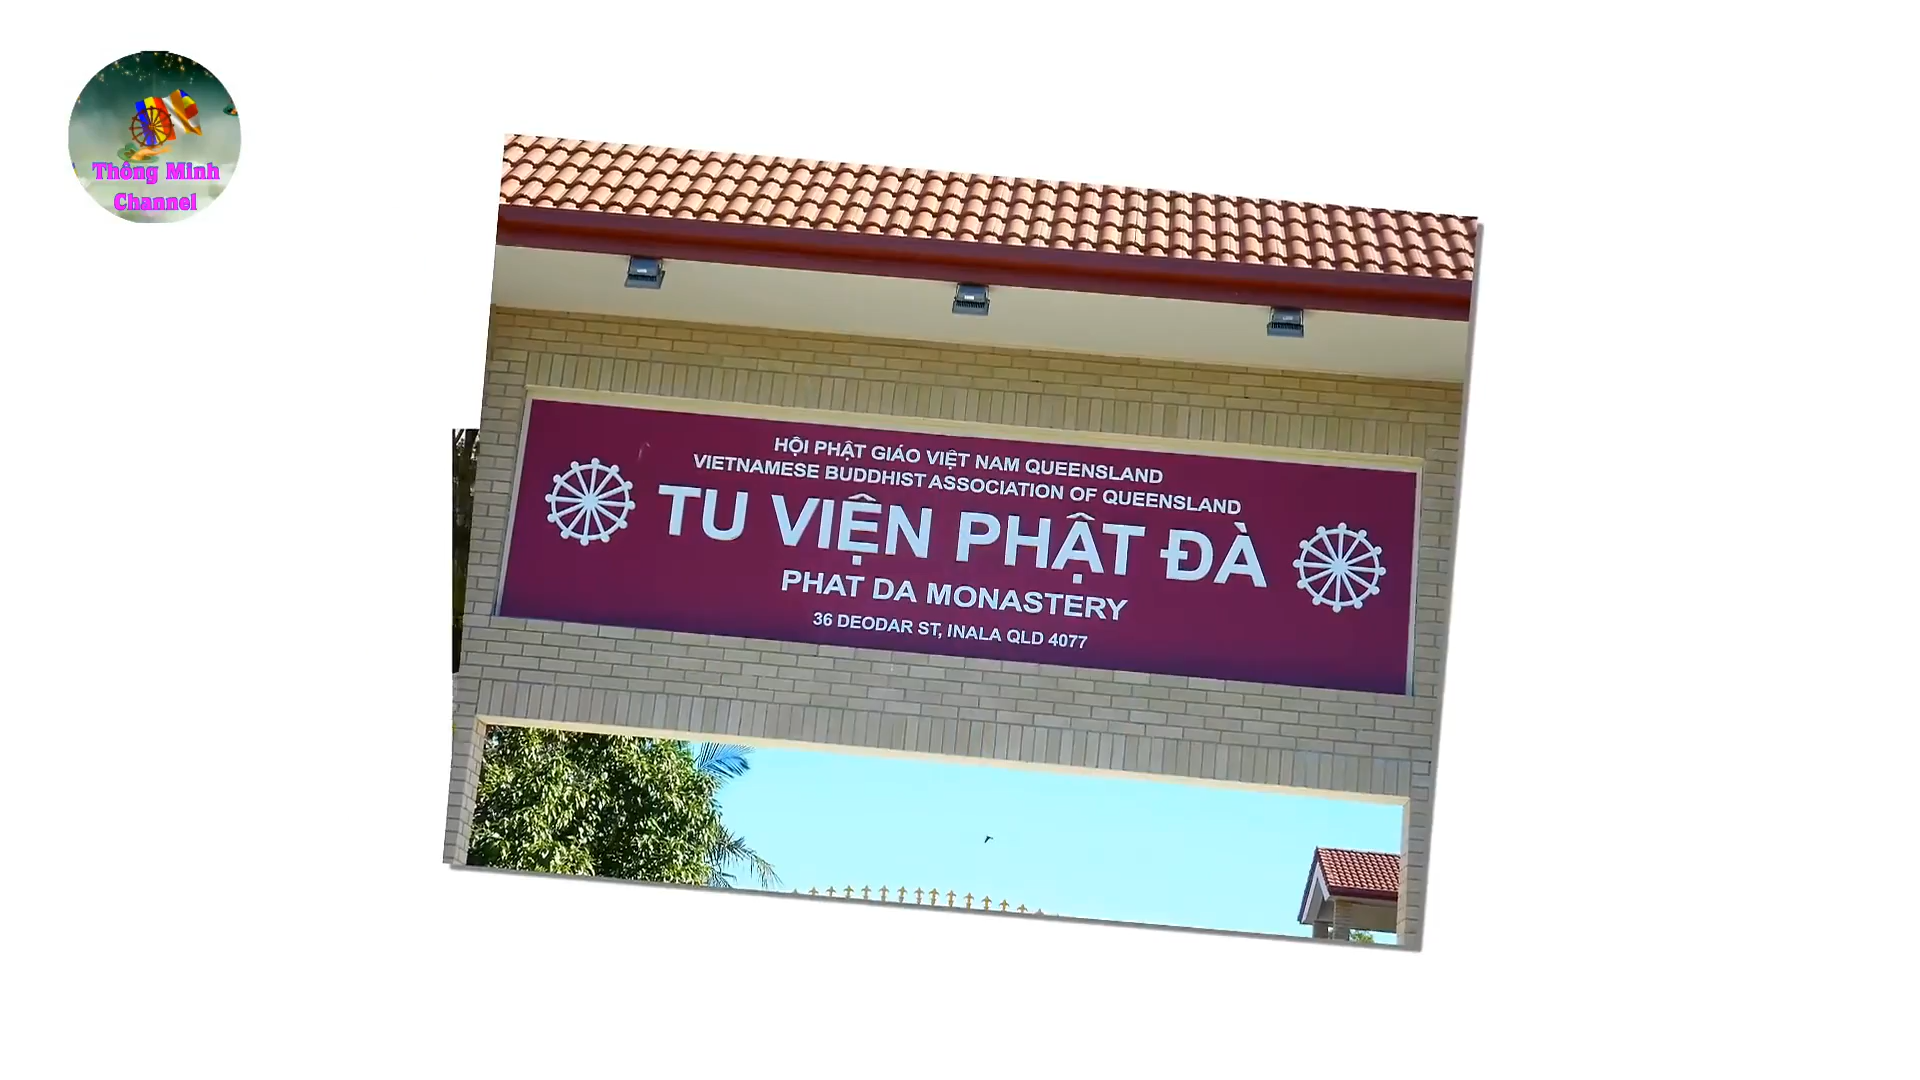 Thông Minh
Channel
HỘI PHẬT GIÁO VIỆT NAM QUEENSLAND
VIETNAMESE BUDDHIST ASSOCIATION OF QUEENSLAND
TU VIỆN PHẬT ĐÀ
PHAT DA MONASTERY
36 DEODAR ST, INALA QLD 4077